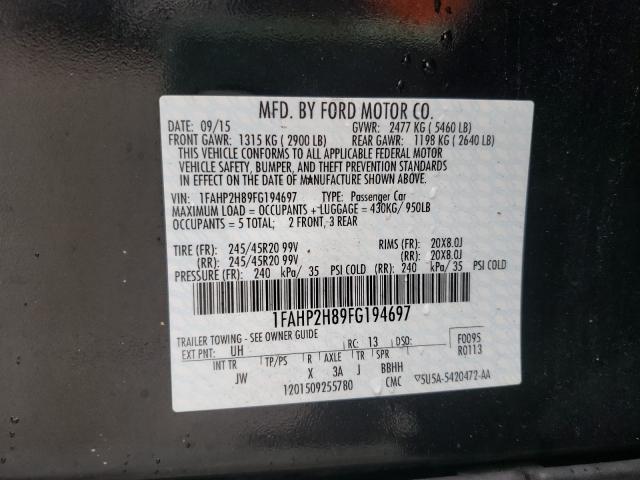 MFD. BY FORD MOTOR CO.
DATE: 09/15 GVWR: 2477 KG ( 5460 LB)
FRONT GAWR: 1315 KG ( 2900 LB) REAR GAWR: 1198 KG ( 2640 LB)
THIS VEHICLE CONFORMS TO ALL APPLICABLE FEDERAL MOTOR
VEHICLE SAFETY, BUMPER, AND THEFT PREVENTION STANDARDS
IN EFFECT ON THE DATE OF MANUFACTURE SHOWN ABOVE.
VIN: 1FAHP2H89FG194697 TYPE: Passenger Car
MAXIMUM LOAD = OCCUPANTS + LUGGAGE = 430KG/ 950LB
OCCUPANTS = 5 TOTAL; 2 FRONT, 3 REAR
TIRE (FR): 245/45R20 99V RIMS (FR): 20X8.0J
(RR): 245/45R20 99V (RR): 20X8.0J
PRESSURE (FR): 240 kPa/ 35 PSI COLD (RR): 240 kPa/ 35 PSI COLD
1FAHP2H89FG194697
TRAILER TOWING - SEE OWNER GUIDE
EXT PNT: UH RC: 13 F0095
R0113
INT TR TP/PS R AXLE TR SPR
JW X 3A J BBHH
1201509255780 CMC 5U5A-5420472-AA